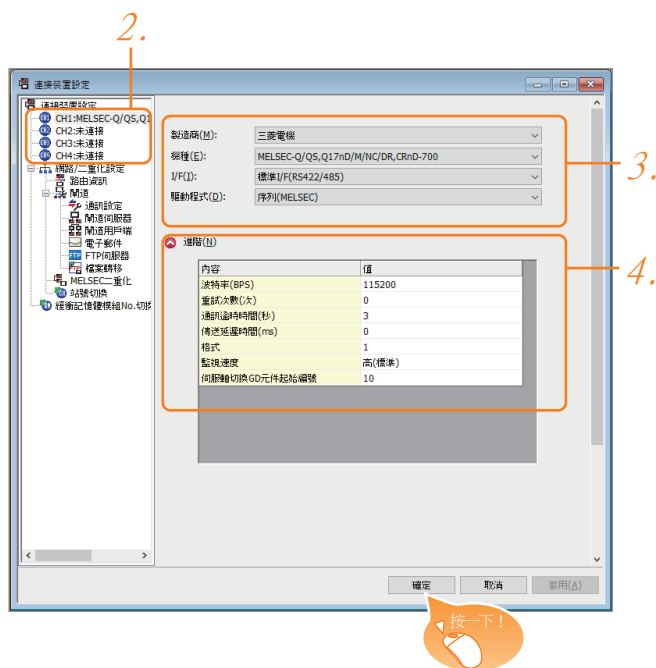 2.
連接裝置設定
連接裝置設定
CH1:MELSEC-Q/QS,Q1
CH2:未連接
CH3:未連接
CH4:未連接
網路/二重化設定
路由資訊
閘道
通訊設定
閘道伺服器
閘道用戶端
電子郵件
FTP伺服器
檔案轉移
MELSEC二重化
站號切換
緩衝記憶體模組No.切換
製造商(M):
三菱電機
機種(E):
MELSEC-Q/QS,Q17nD/M/NC/DR,CRnD-700
I/F(I):
標準I/F(RS422/485)
驅動程式(D):
序列(MELSEC)
3.
進階(N)
4.
內容 值
波特率(BPS) 115200
重試次數(次) 0
通訊逾時時間(秒) 3
傳送延遲時間(ms) 0
格式 1
監視速度 高(標準)
伺服軸切換GD元件起始編號 10
確定 取消 套用(A)
按一下!